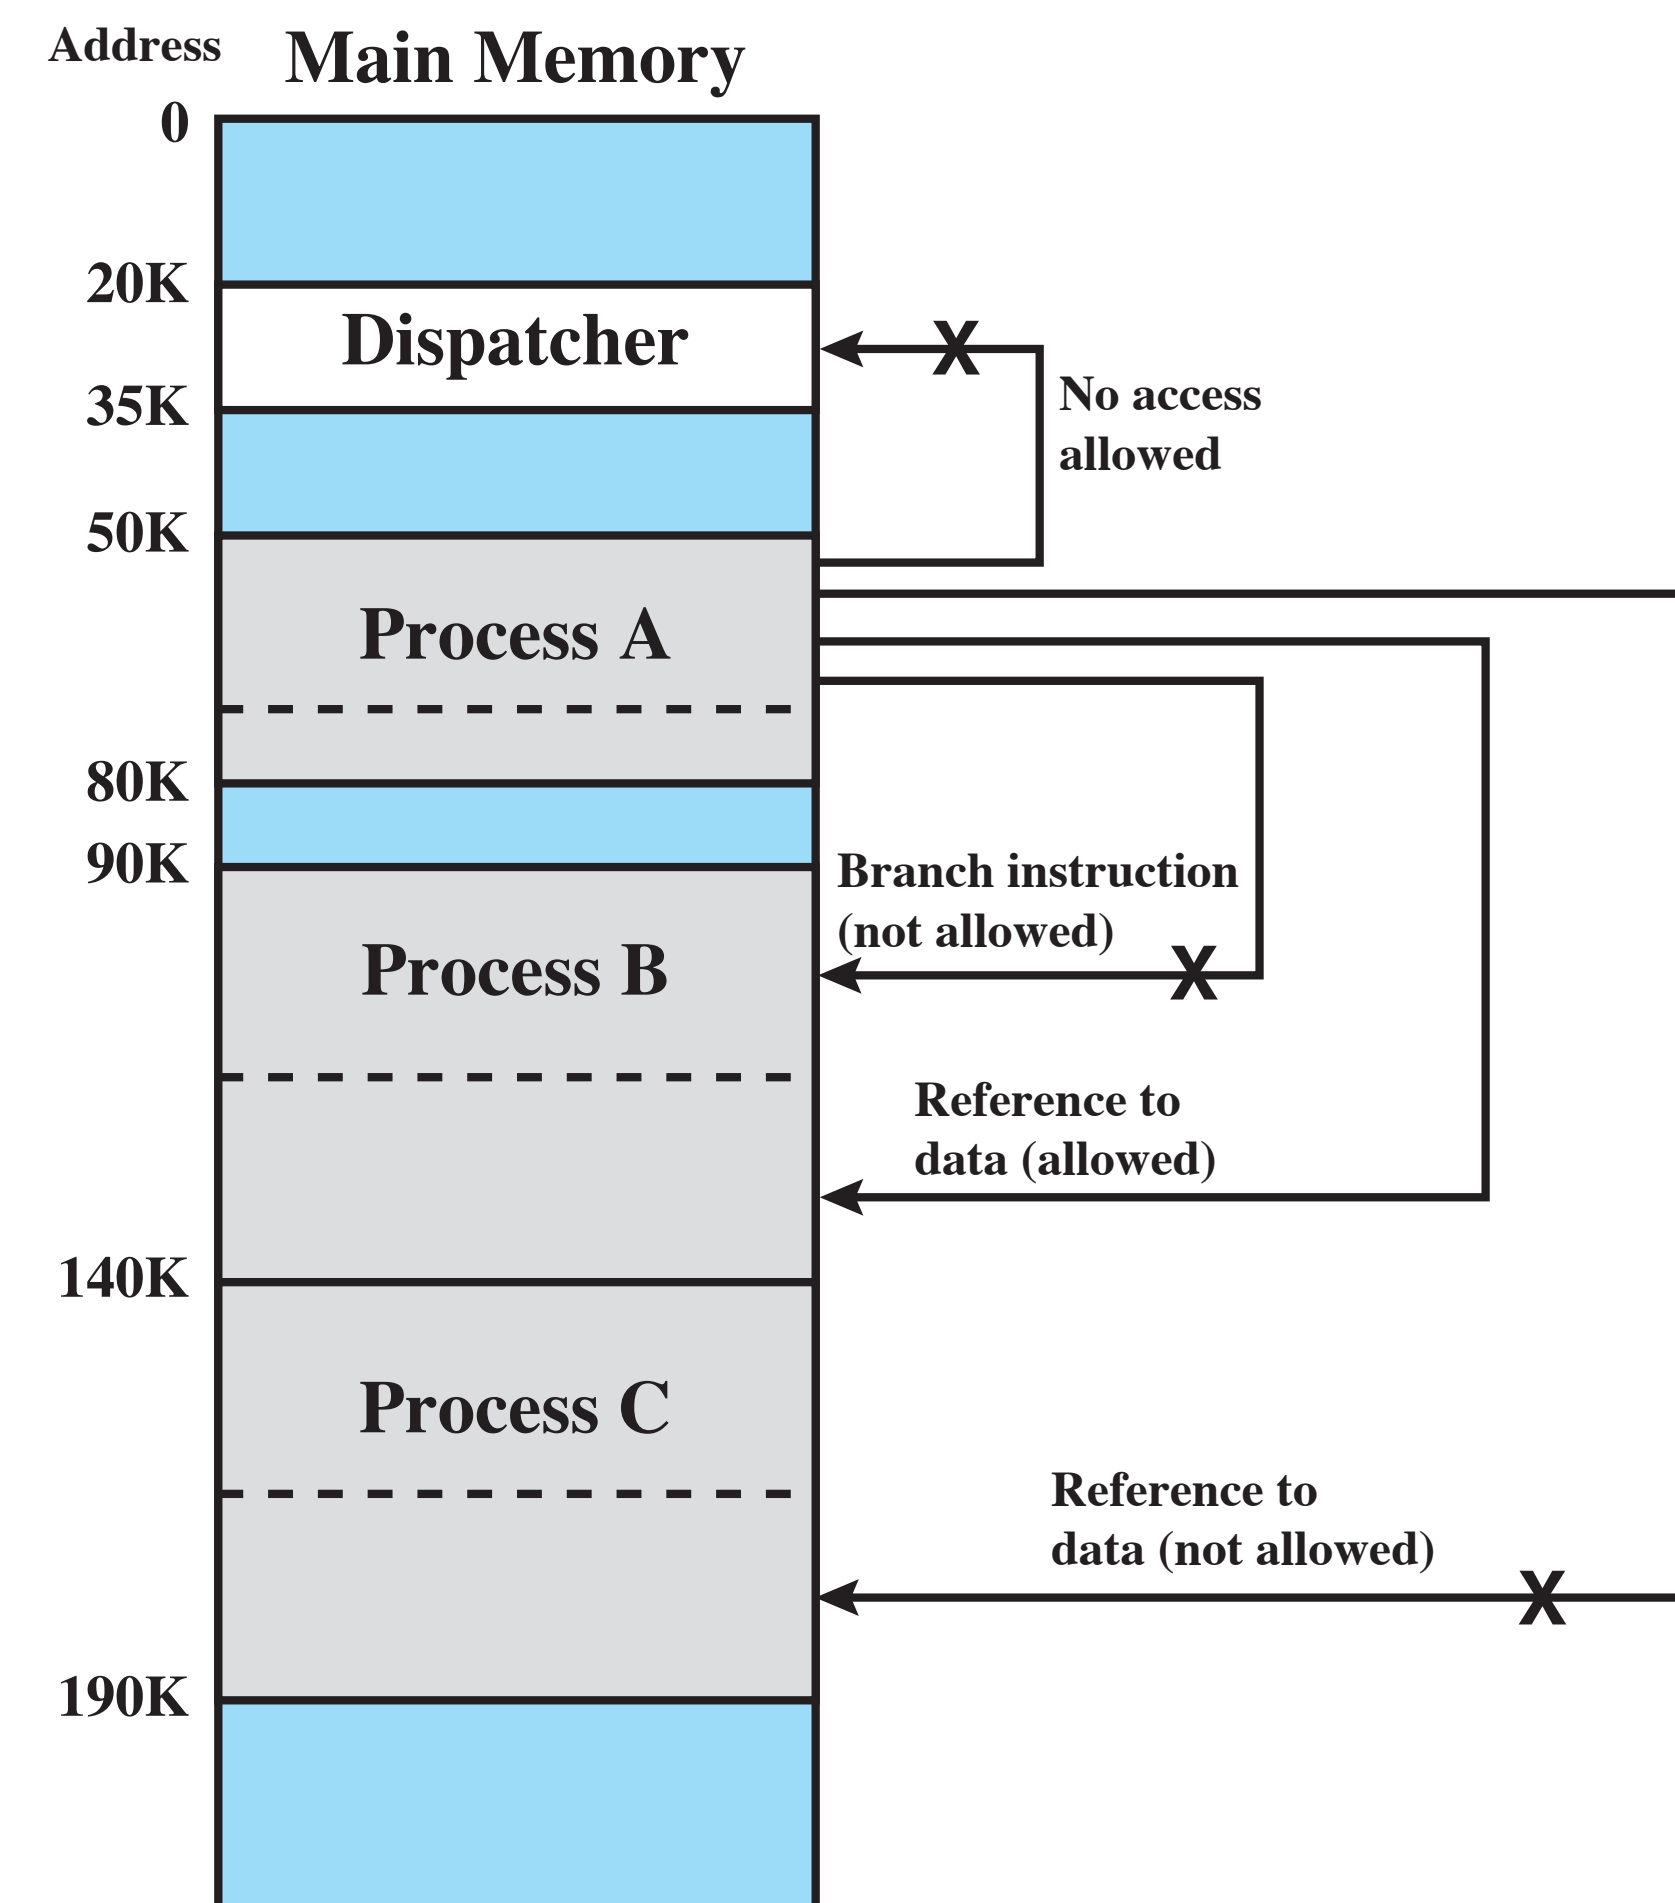 Address
Main Memory
0
20K
Dispatcher
X
35K
No access
allowed
50K
Process A
80K
90K
Branch instruction
(not allowed)
Process B
X
Reference to
data (allowed)
140K
Process C
Reference to
data (not allowed)
X
190K